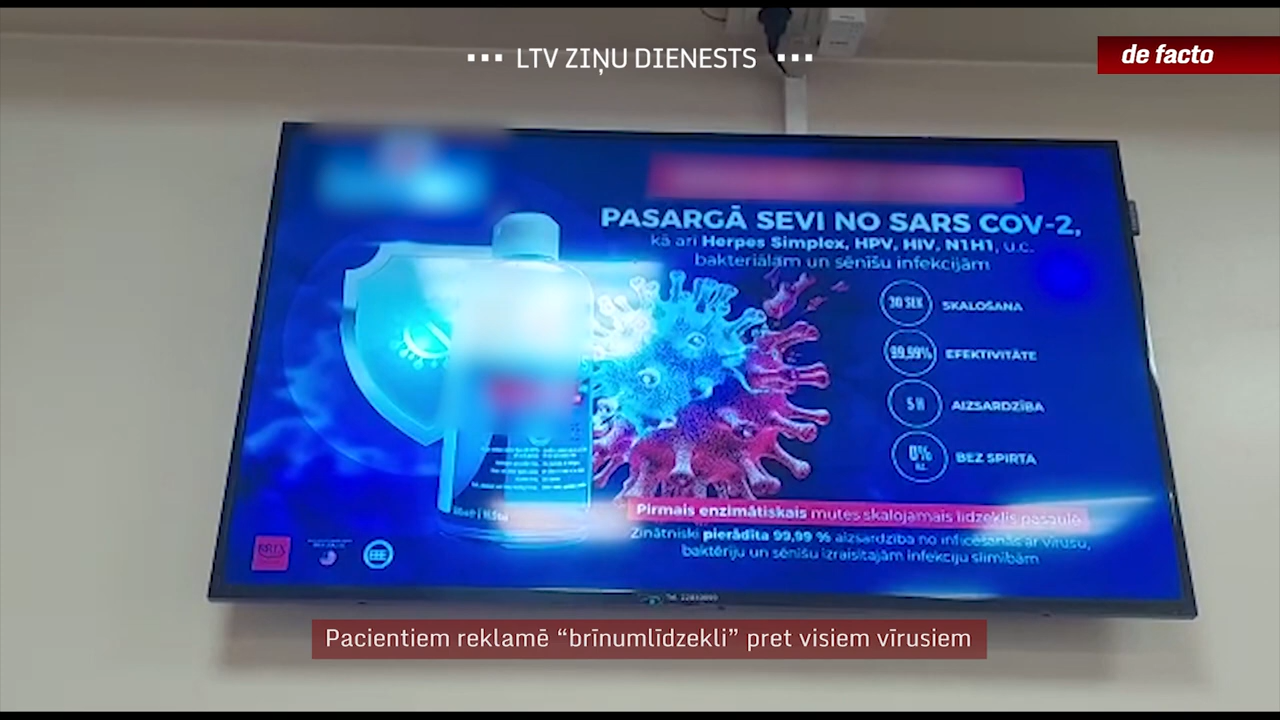 LTV ZIŅU DIENESTS
de facto
PASARGĀ SEVI NO SARS COV-2,
kā arī Herpes Simplex, HPV, HIV, N1H1, u.c.
bakteriālām un sēnīšu infekcijām
30 SEK SKALOŠANA
99,99% EFEKTIVITĀTE
5 H AIZSARDZĪBA
0% BEZ SPIRTA
Pirmais enzimātiskais mutes skalojamais līdzeklis pasaulē
Zinātniski pierādīta 99,99 % aizsardzība no inficēšanās ar vīrusu,
baktēriju un sēnīšu izraisītajām infekciju slimībām
Pacientiem reklamē “brīnumlīdzekli” pret visiem vīrusiem